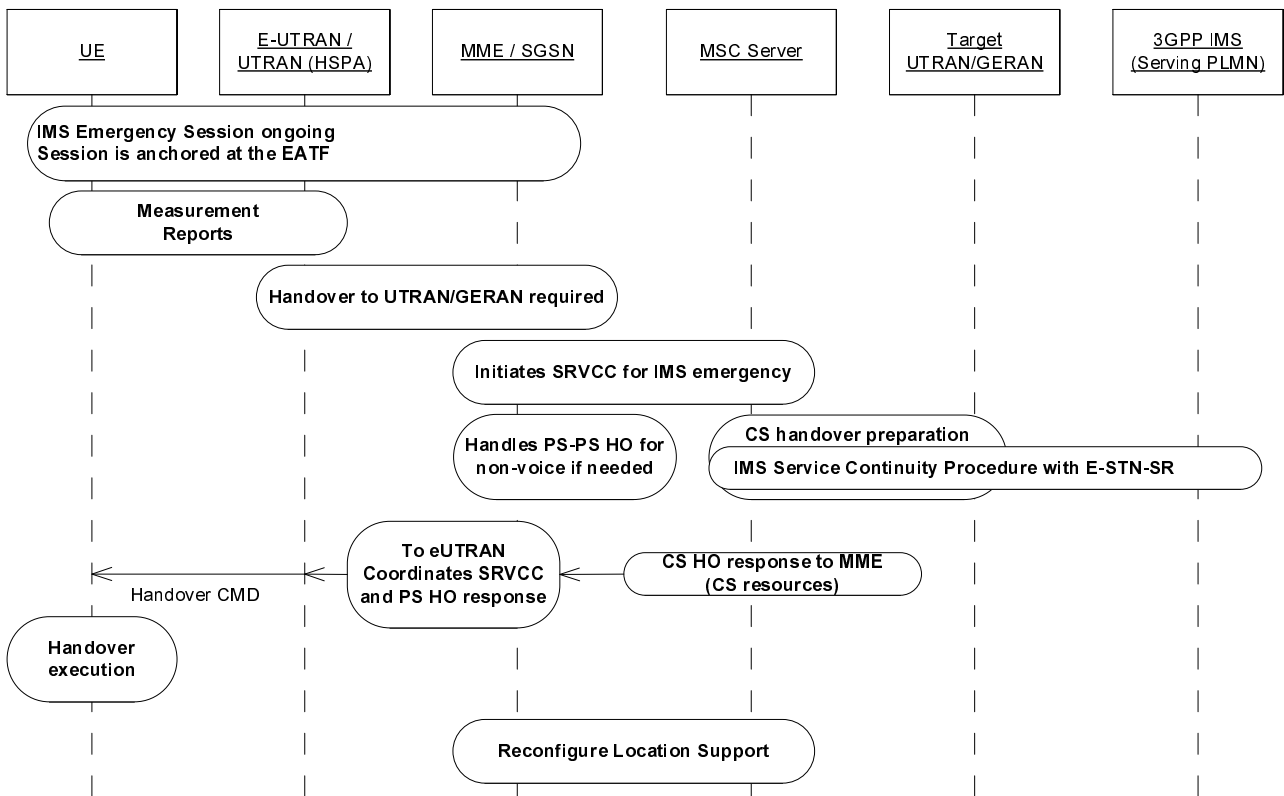 UE
E-UTRAN /
UTRAN (HSPA)
MME / SGSN
MSC Server
Target
UTRAN/GERAN
3GPP IMS
(Serving PLMN)
IMS Emergency Session ongoing
Session is anchored at the EATF
Measurement
Reports
Handover to UTRAN/GERAN required
Initiates SRVCC for IMS emergency
Handles PS-PS HO for
non-voice if needed
CS handover preparation
IMS Service Continuity Procedure with E-STN-SR
To eUTRAN
Coordinates SRVCC
and PS HO response
CS HO response to MME
(CS resources)
Handover CMD
Handover
execution
Reconfigure Location Support